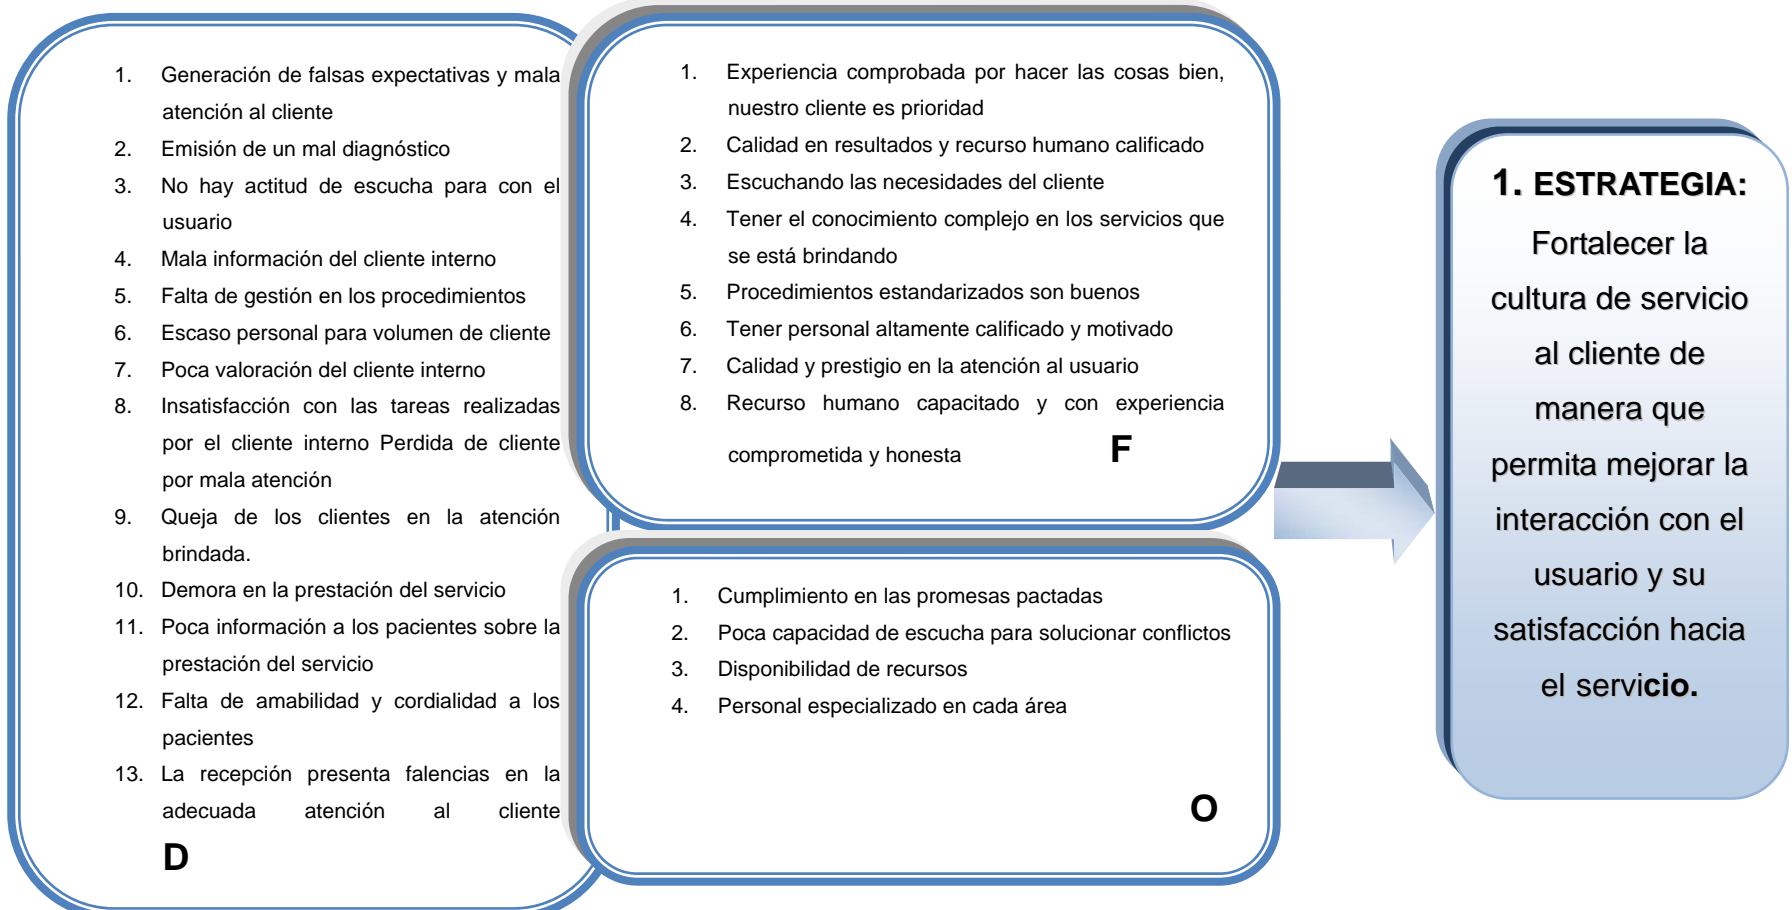 1. Generación de falsas expectativas y mala
atención al cliente
2. Emisión de un mal diagnóstico
3. No hay actitud de escucha para con el
usuario
4. Mala información del cliente interno
5. Falta de gestión en los procedimientos
6. Escaso personal para volumen de cliente
7. Poca valoración del cliente interno
8. Insatisfacción con las tareas realizadas
por el cliente interno Perdida de cliente
por mala atención
9. Queja de los clientes en la atención
brindada.
10. Demora en la prestación del servicio
11. Poca información a los pacientes sobre la
prestación del servicio
12. Falta de amabilidad y cordialidad a los
pacientes
13. La recepción presenta falencias en la
adecuada atención al cliente
D
1. Experiencia comprobada por hacer las cosas bien,
nuestro cliente es prioridad
2. Calidad en resultados y recurso humano calificado
3. Escuchando las necesidades del cliente
4. Tener el conocimiento complejo en los servicios que
se está brindando
5. Procedimientos estandarizados son buenos
6. Tener personal altamente calificado y motivado
7. Calidad y prestigio en la atención al usuario
8. Recurso humano capacitado y con experiencia
comprometida y honesta F
1. Cumplimiento en las promesas pactadas
2. Poca capacidad de escucha para solucionar conflictos
3. Disponibilidad de recursos
4. Personal especializado en cada área
O
1. ESTRATEGIA:
Fortalecer la
cultura de servicio
al cliente de
manera que
permita mejorar la
interacción con el
usuario y su
satisfacción hacia
el servicio.